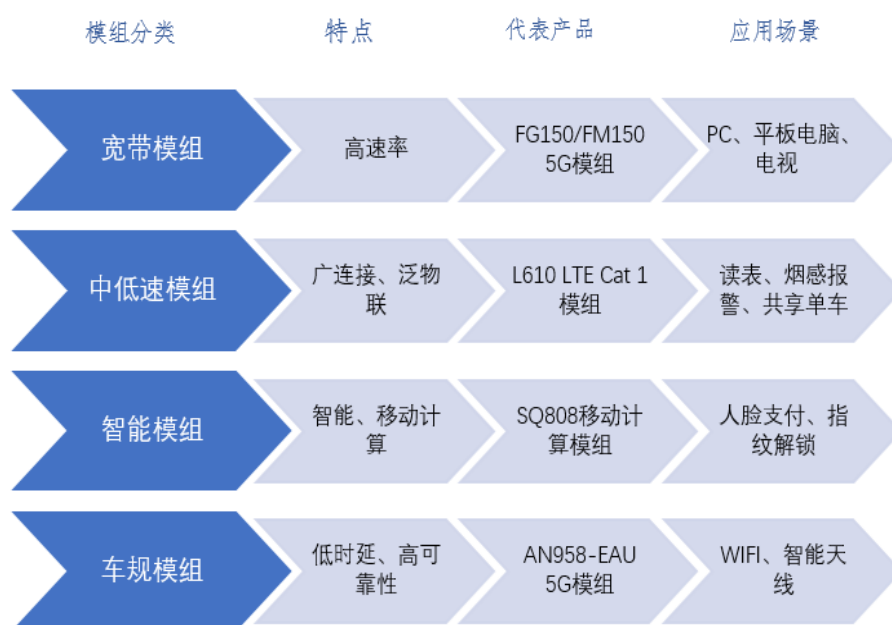 模组分类
特点
代表产品
应用场景
宽带模组
高速率
FG150/FM150
5G模组
PC、平板电脑、
电视
中低速模组
广连接、泛物
联
L610 LTE Cat 1
模组
读表、烟感报
警、共享单车
智能模组
智能、移动计
算
SQ808移动计
算模组
人脸支付、指
纹解锁
车规模组
低时延、高可
靠性
AN958-EAU
5G模组
WIFI、智能天
线